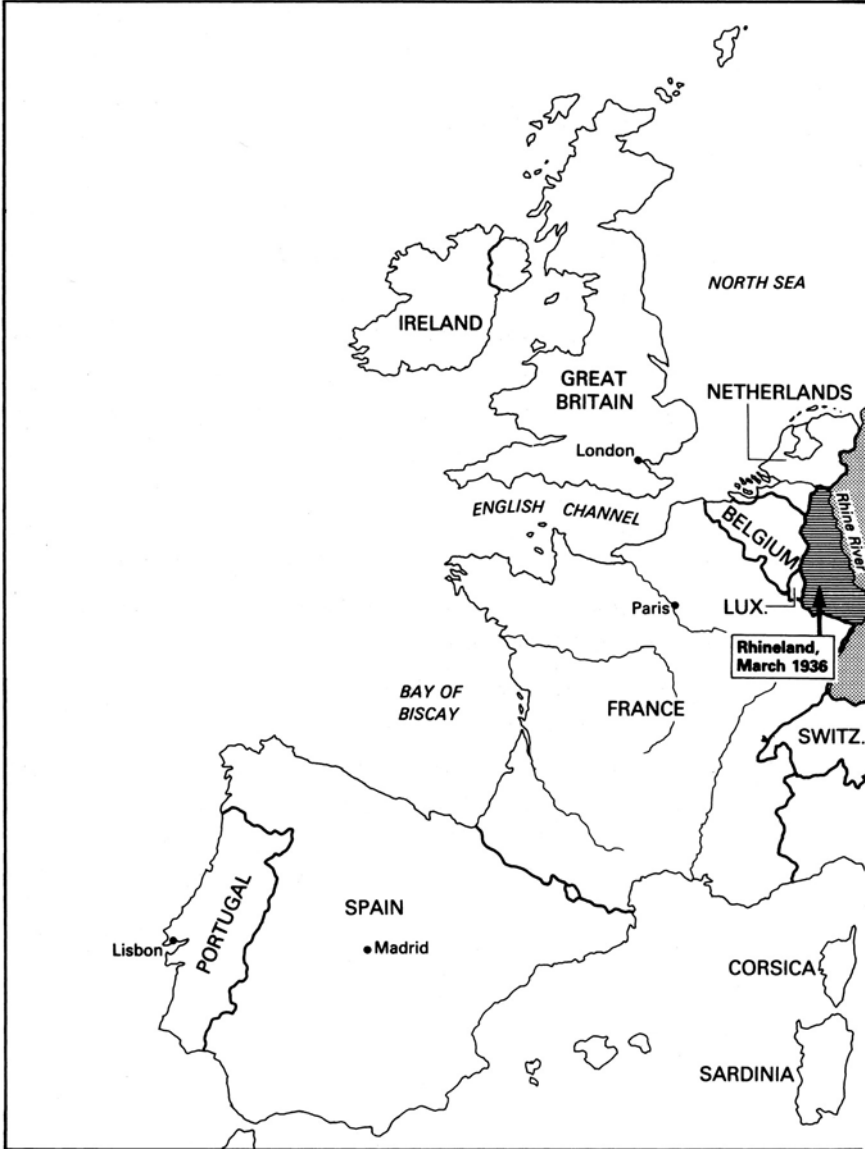 NORTH SEA
IRELAND
GREAT
BRITAIN
NETHERLANDS
London
Rhine River
ENGLISH CHANNEL
BELGIUM
Paris
LUX.
Rhineland,
March 1936
BAY OF
BISCAY
FRANCE
SWITZ.
PORTUGAL
SPAIN
Lisbon
Madrid
CORSICA
SARDINIA